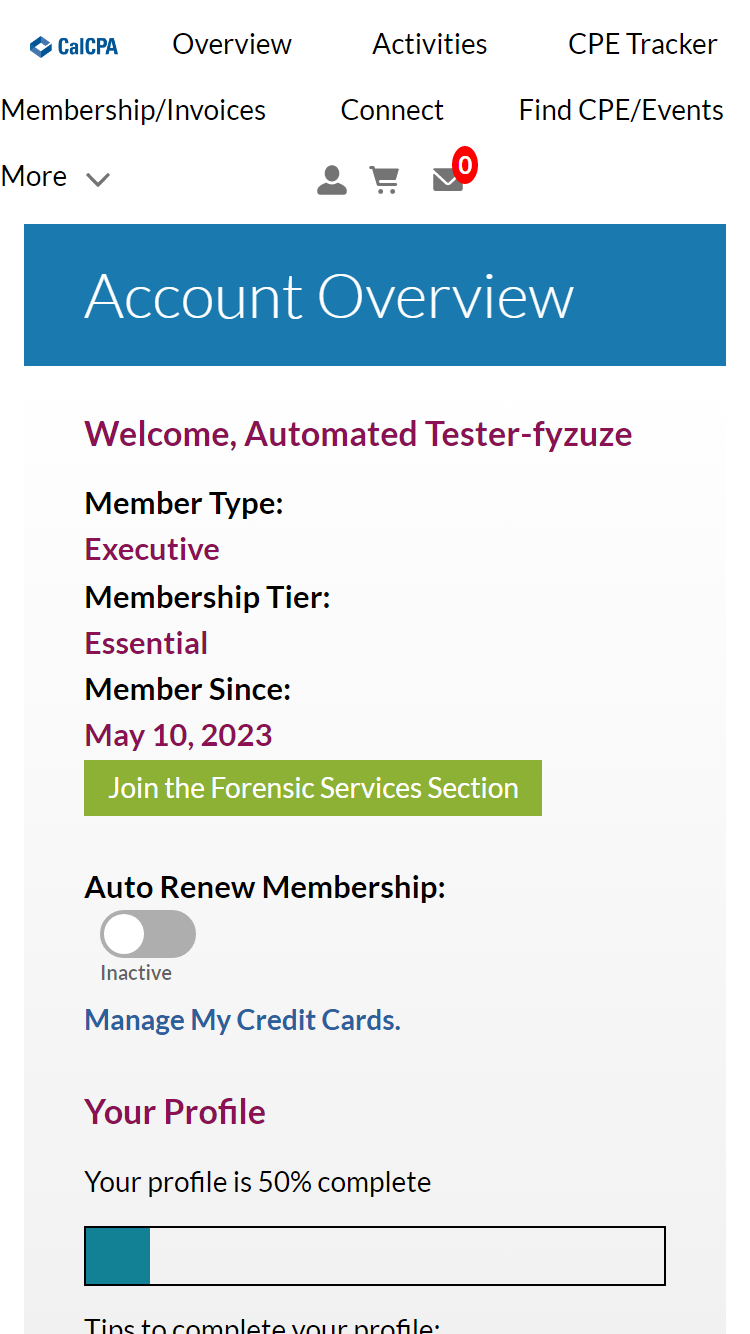 CalCPA Overview Activities CPE Tracker
Membership/Invoices Connect Find CPE/Events
More 0
Account Overview
Welcome, Automated Tester-fyzuze
Member Type:
Executive
Membership Tier:
Essential
Member Since:
May 10, 2023
Join the Forensic Services Section
Auto Renew Membership:
Inactive
Manage My Credit Cards.
Your Profile
Your profile is 50% complete
Tips to complete your profile: